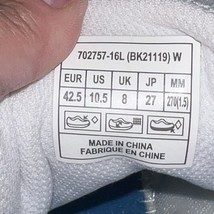 702757-16L (BK21119) W
EUR US UK JP MM
42.5 10.5 8 27 270(1.5)
MADE IN CHINA
FABRIQUE EN CHINE